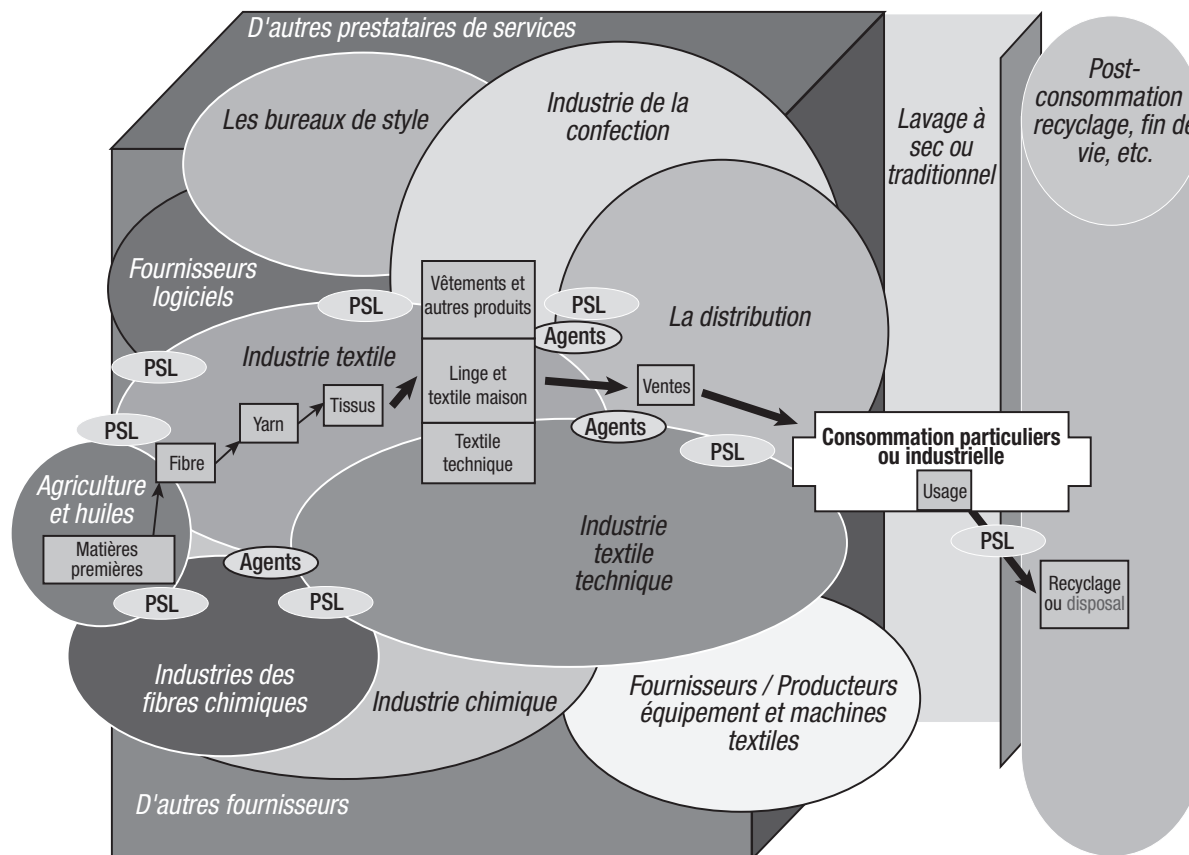 D'autres prestataires de services
Les bureaux de style
Industrie de la
confection
Lavage à
sec ou
traditionnel
Post-
consommation :
recyclage, fin de
vie, etc.
Fournisseurs
logiciels
PSL
Vêtements et
autres produits
PSL
Agents
La distribution
Industrie textile
PSL
Linge et
textile maison
Ventes
Tissus
Yarn
PSL
Fibre
Agents
PSL
Textile
technique
Consommation particuliers
ou industrielle
Usage
Agriculture
et huiles
Matières
premières
PSL
Agents
PSL
Industrie
textile
technique
PSL
Recyclage
ou disposal
Industries des
fibres chimiques
Industrie chimique
Fournisseurs / Producteurs
équipement et machines
textiles
D'autres fournisseurs